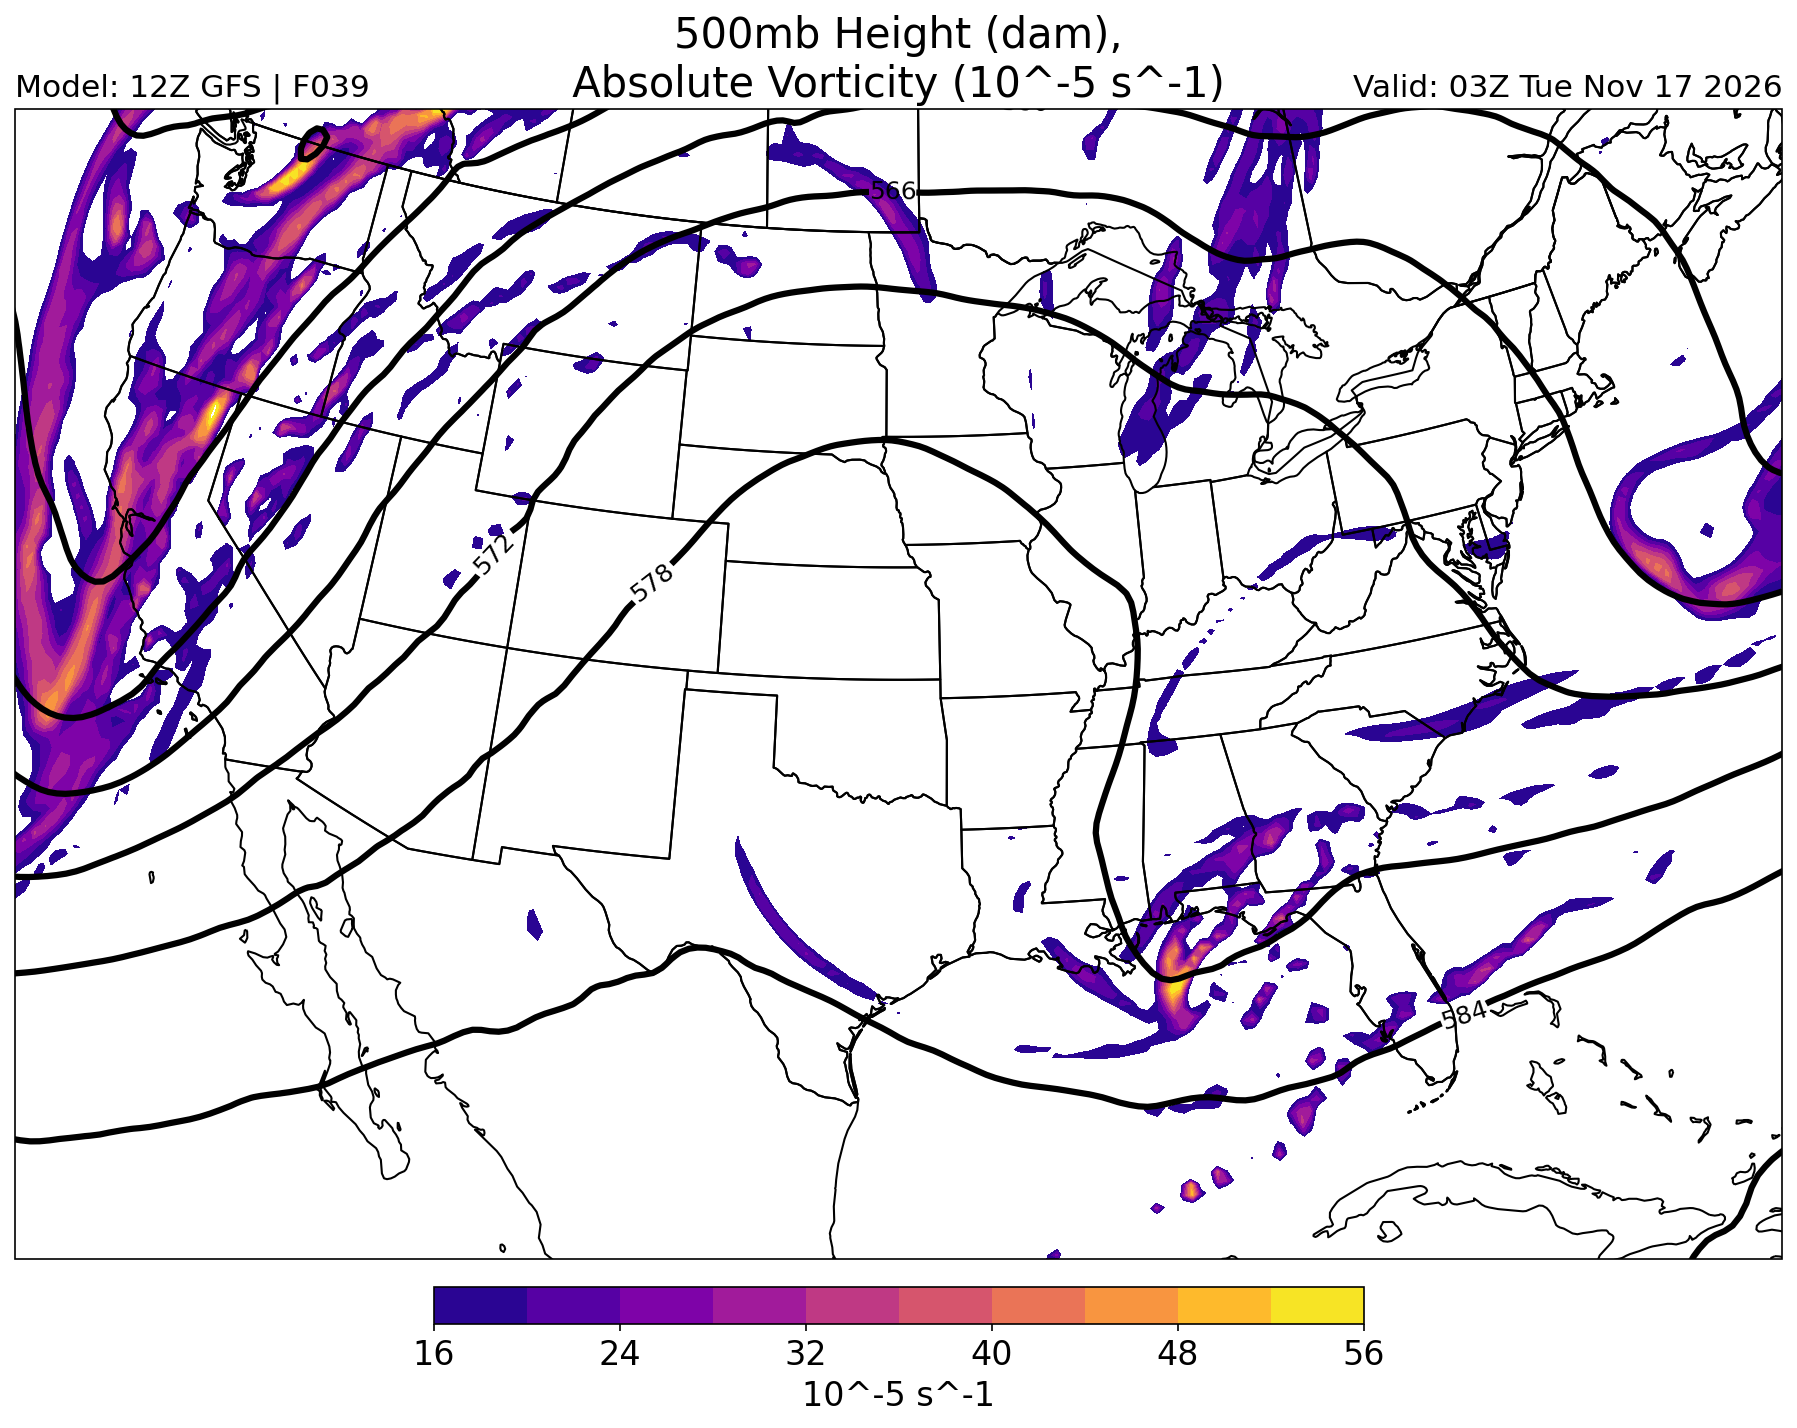 500mb Height (dam),
Absolute Vorticity (10^-5 s^-1)
Model: 12Z GFS | F039
Valid: 03Z Tue Nov 17 2026
566
572
578
584
16 24 32 40 48 56
10^-5 s^-1